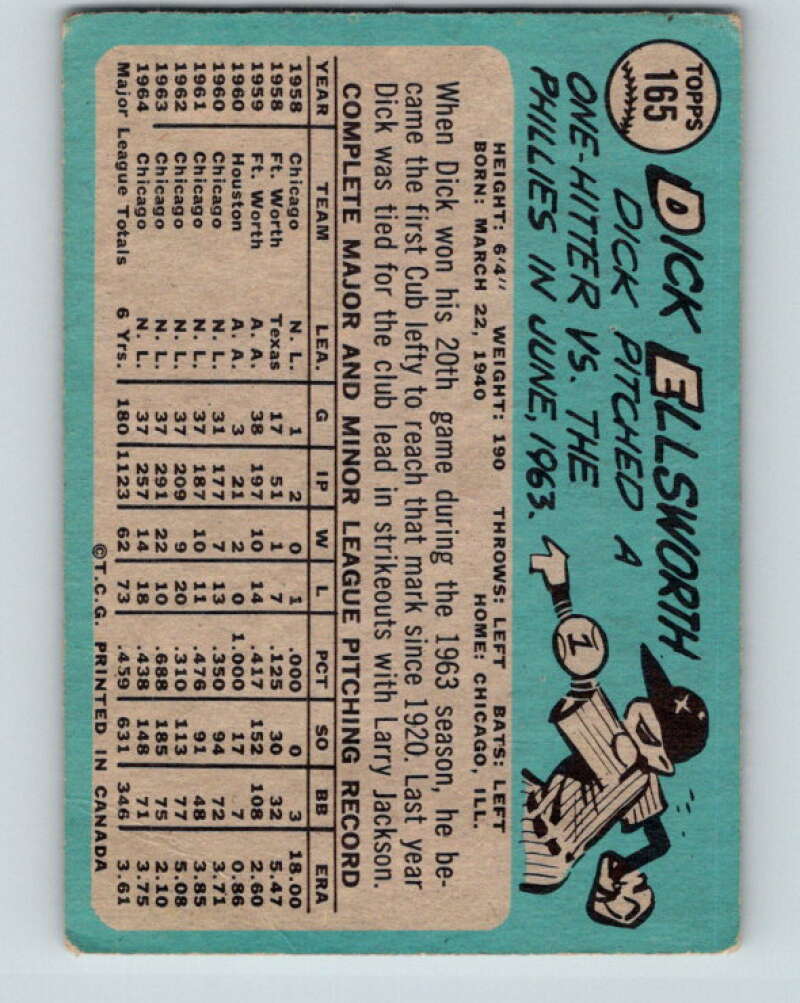 TOPPS
165
DICK ELLSWORTH
DICK PITCHED A
ONE-HITTER VS. THE
PHILLIES IN JUNE, 1963.
1
HEIGHT: 6'4" WEIGHT: 190 THROWS: LEFT BATS: LEFT
BORN: MARCH 22, 1940 HOME: CHICAGO, ILL.
When Dick won his 20th game during the 1963 season, he be-
came the first Cub lefty to reach that mark since 1920. Last year
Dick was tied for the club lead in strikeouts with Larry Jackson.
COMPLETE MAJOR AND MINOR LEAGUE PITCHING RECORD
YEAR TEAM LEA. G IP W L PCT SO BB ERA
1958 Chicago N. L. 1 2 0 1 .000 0 3 18.00
1958 Ft. Worth Texas 17 51 1 7 .125 30 32 5.47
1959 Ft. Worth A. A. 38 197 10 14 .417 152 108 2.60
1960 Houston A. A. 3 21 2 0 1.000 17 7 0.86
1960 Chicago N. L. 31 177 7 13 .350 94 72 3.71
1961 Chicago N. L. 37 187 10 11 .476 91 48 3.85
1962 Chicago N. L. 37 209 9 20 .310 113 77 5.08
1963 Chicago N. L. 37 291 22 10 .688 185 75 2.10
1964 Chicago N. L. 37 257 14 18 .438 148 71 3.75
Major League Totals 6 Yrs. 180 1123 62 73 .459 631 346 3.61
©T.C.G. PRINTED IN CANADA